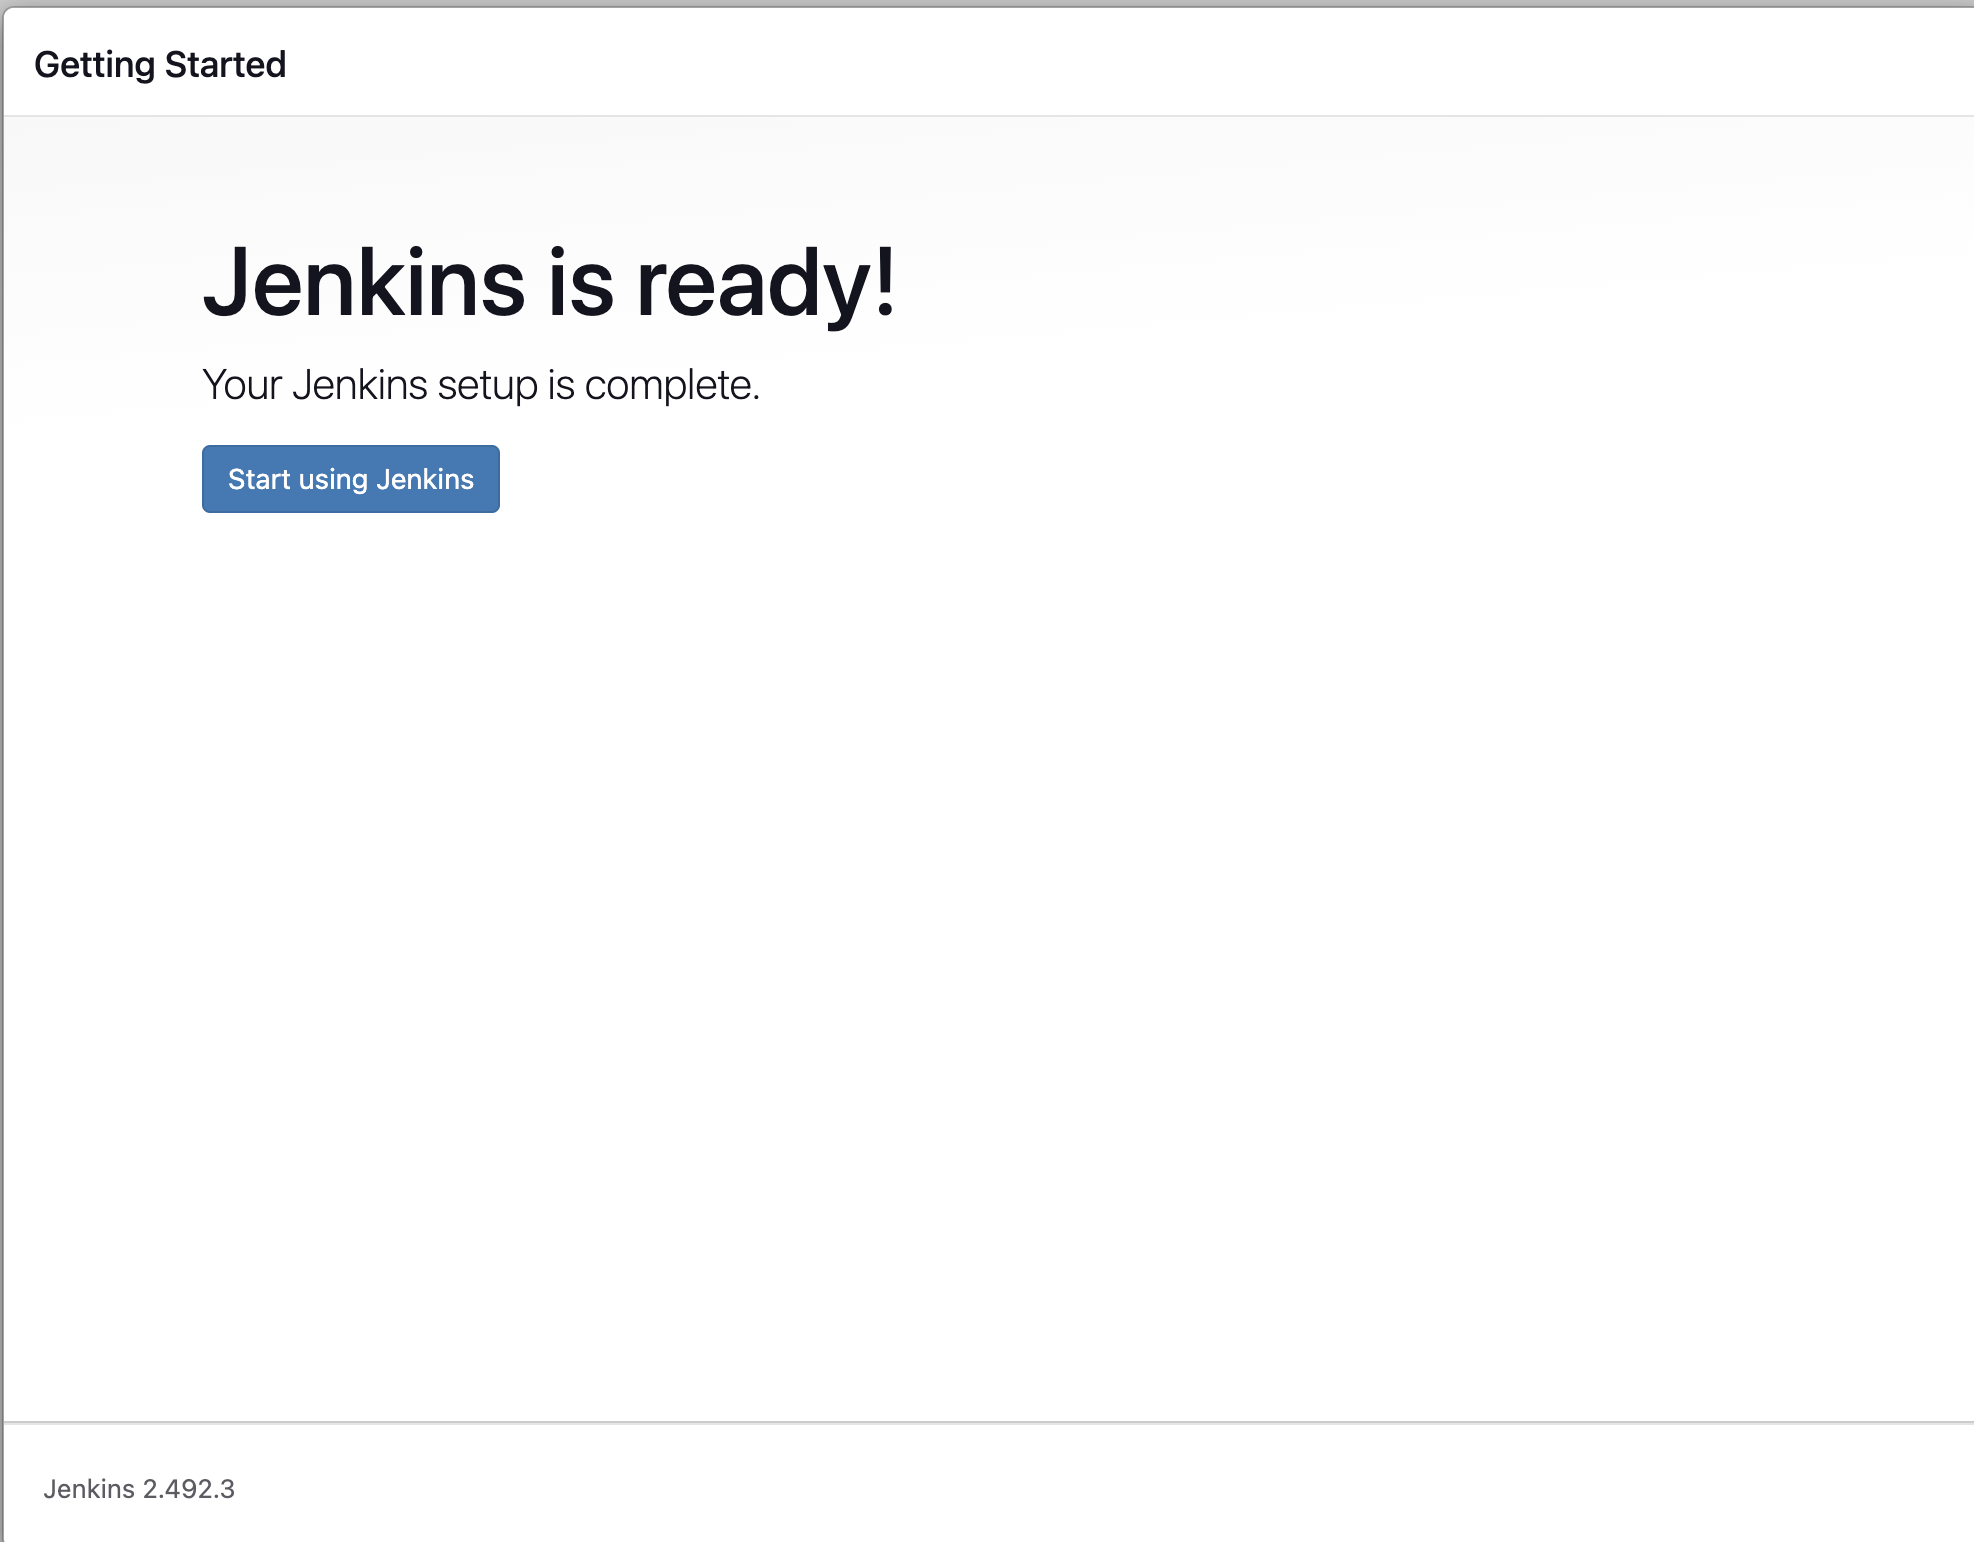 Getting Started
Jenkins is ready!
Your Jenkins setup is complete.
Start using Jenkins
Jenkins 2.492.3